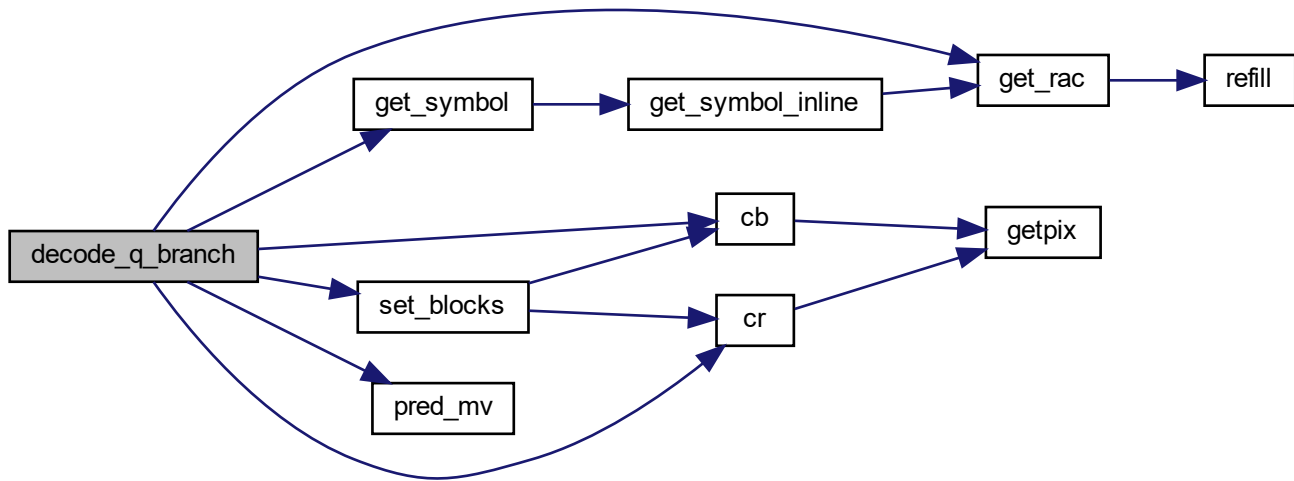 get_rac
refill
get_symbol
get_symbol_inline
cb
getpix
decode_q_branch
set_blocks
cr
pred_mv